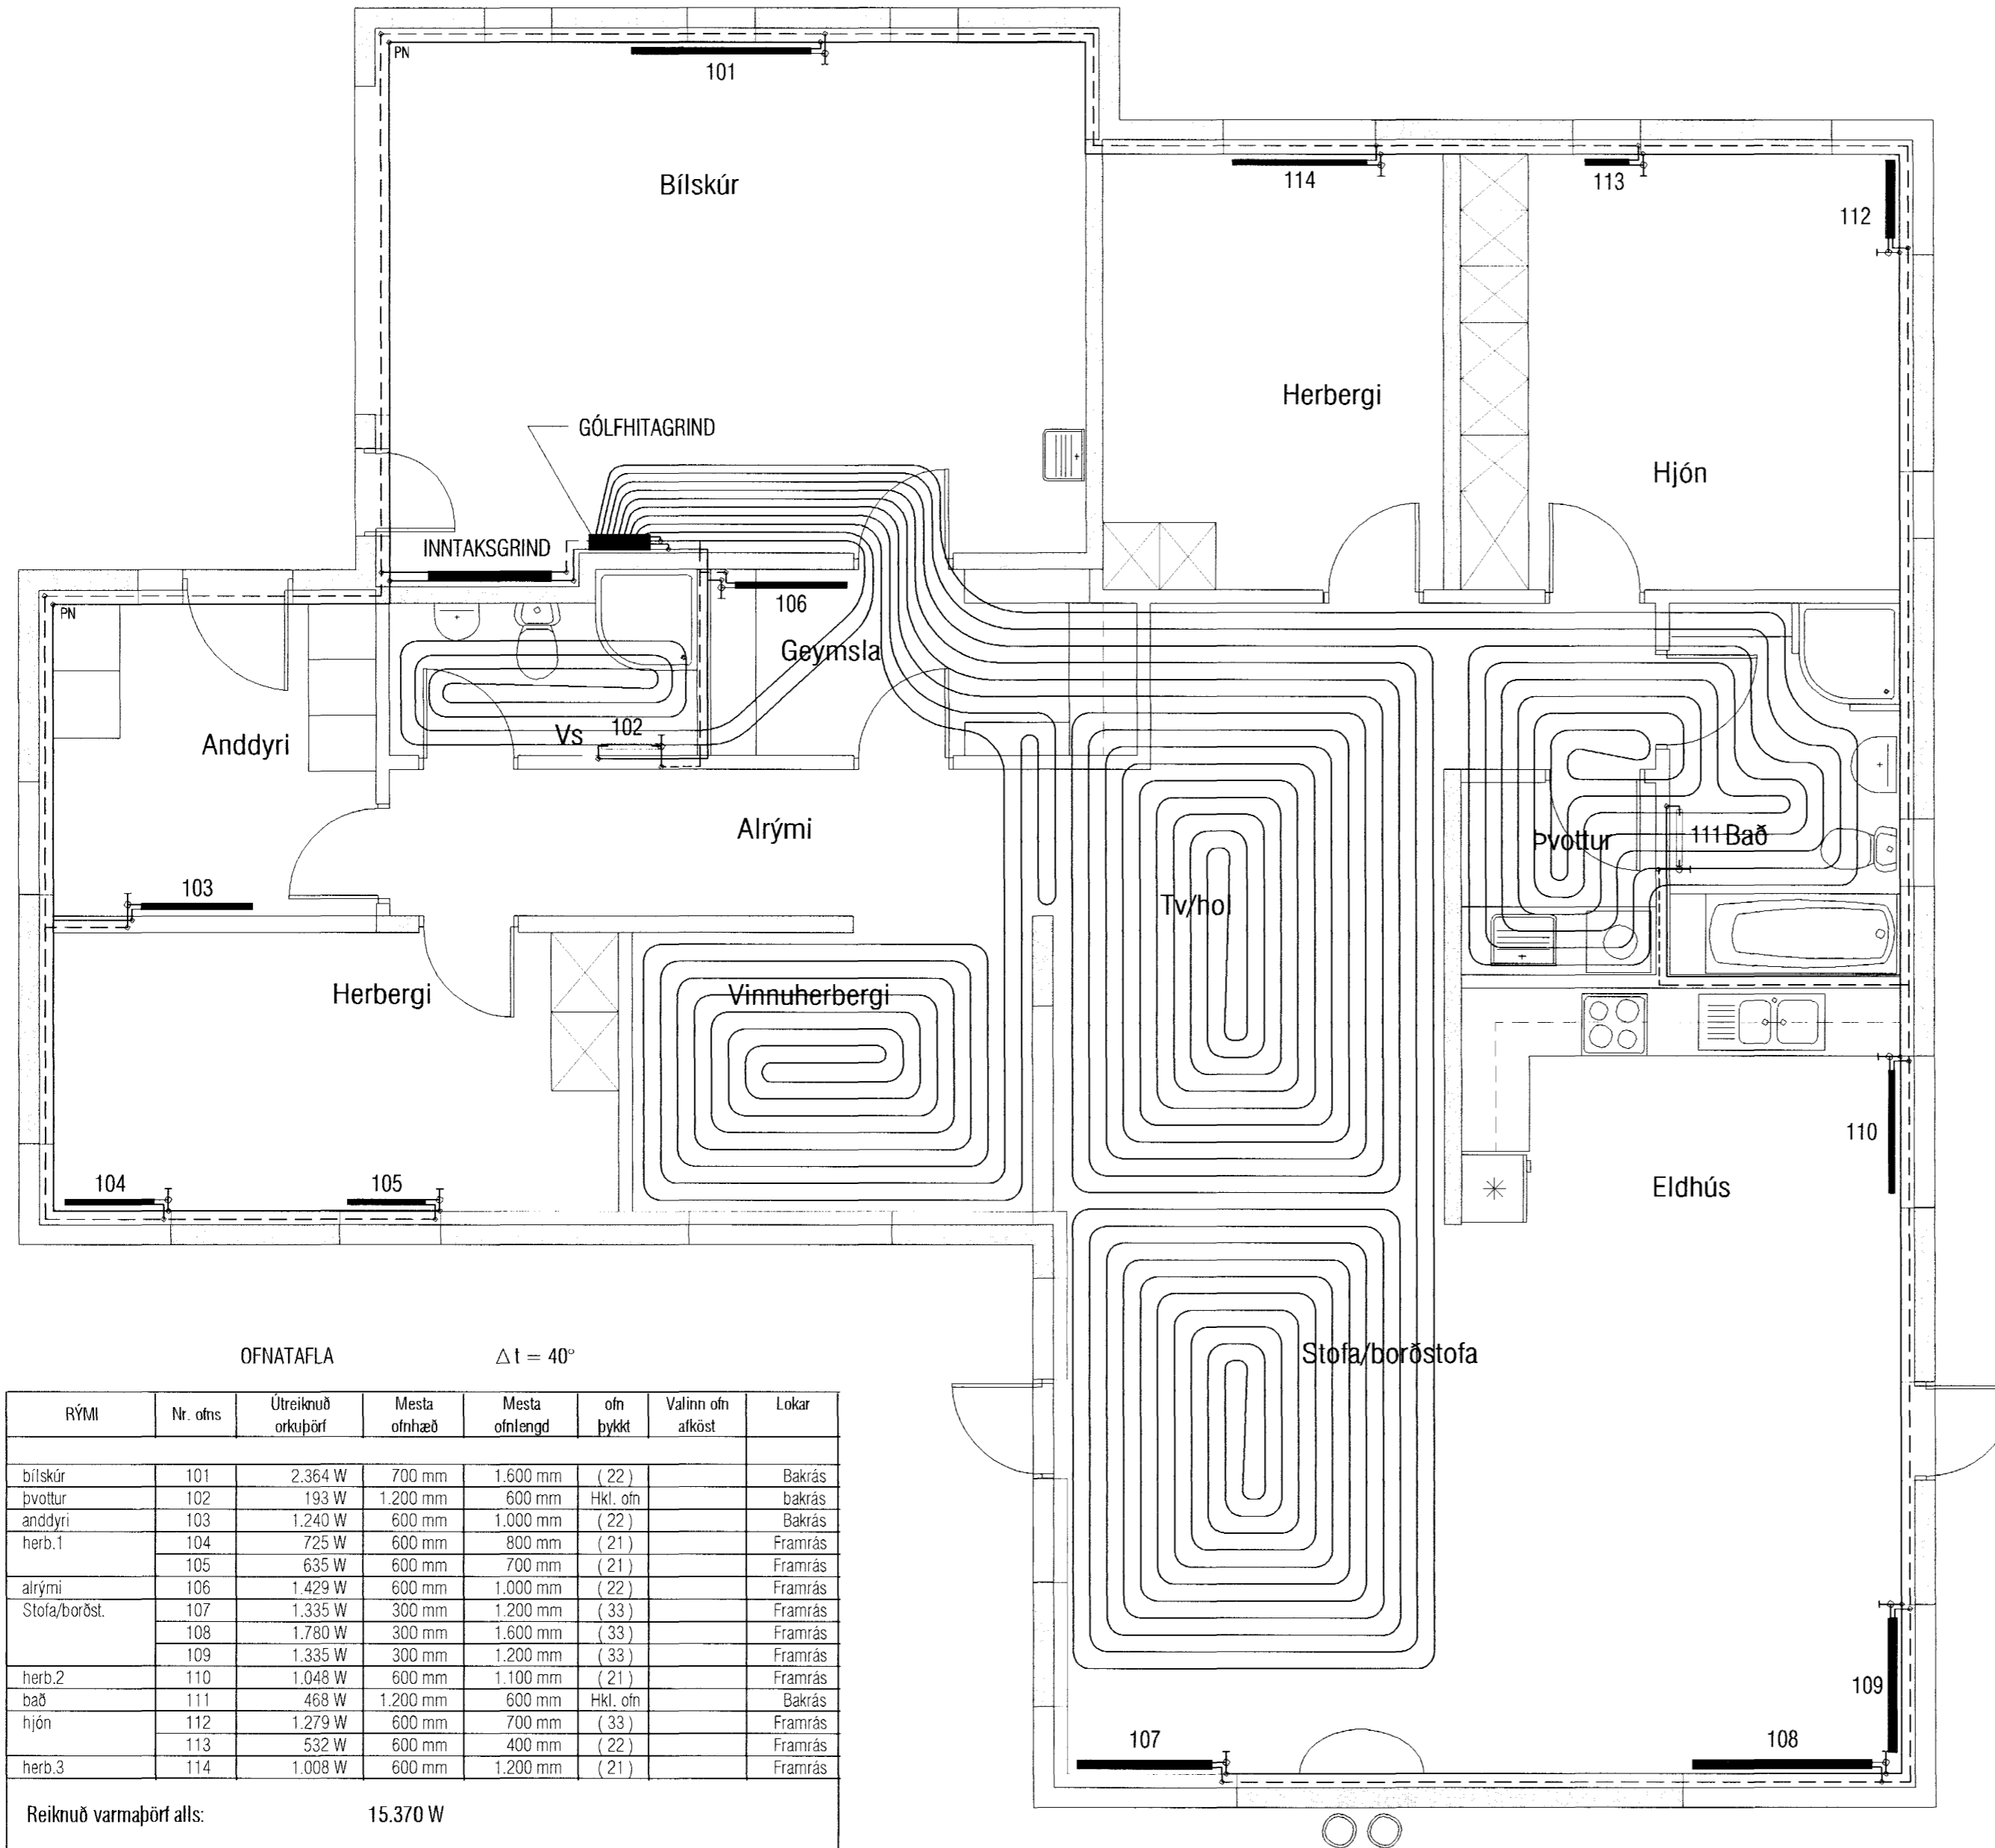 PN
101
Bílskúr
114
113
112
Herbergi
Hjón
GÓLFHITAGRIND
INNTAKSGRIND
PN
106
Geymsla
Anddyri
Vs
102
Alrými
Tv/hol
Þvottur
111 Bað
103
Herbergi
Vinnuherbergi
110
Eldhús
104
105
Stofa/borðstofa
109
107
108
OFNATAFLA Δ t = 40°
RÝMI Nr. ofns Útreiknuð orkuþörf Mesta ofnhæð Mesta ofnlengd ofn þykkt Valinn ofn afköst Lokar
bílskúr 101 2.364 W 700 mm 1.600 mm ( 22 ) Bakrás
þvottur 102 193 W 1.200 mm 600 mm Hkl. ofn bakrás
anddyri 103 1.240 W 600 mm 1.000 mm ( 22 ) Bakrás
herb.1 104 725 W 600 mm 800 mm ( 21 ) Framrás
105 635 W 600 mm 700 mm ( 21 ) Framrás
alrými 106 1.429 W 600 mm 1.000 mm ( 22 ) Framrás
Stofa/borðst. 107 1.335 W 300 mm 1.200 mm ( 33 ) Framrás
108 1.780 W 300 mm 1.600 mm ( 33 ) Framrás
109 1.335 W 300 mm 1.200 mm ( 33 ) Framrás
herb.2 110 1.048 W 600 mm 1.100 mm ( 21 ) Framrás
bað 111 468 W 1.200 mm 600 mm Hkl. ofn Bakrás
hjón 112 1.279 W 600 mm 700 mm ( 33 ) Framrás
113 532 W 600 mm 400 mm ( 22 ) Framrás
herb.3 114 1.008 W 600 mm 1.200 mm ( 21 ) Framrás
Reiknuð varmaþörf alls: 15.370 W